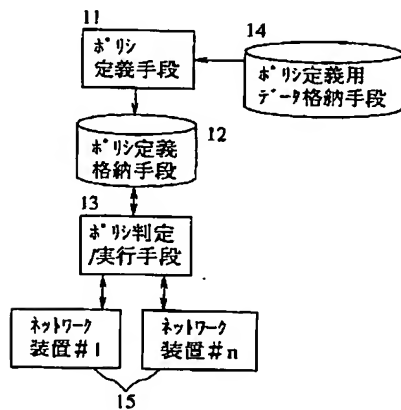 11
ポリシ
定義手段
14
ポリシ定義用
データ格納手段
12
ポリシ定義
格納手段
13
ポリシ判定
/実行手段
ネットワーク
装置#1
ネットワーク
装置#n
15